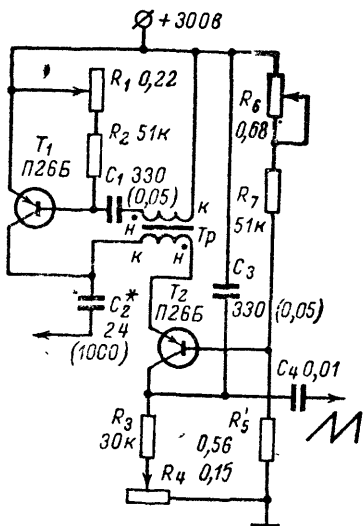 +300в
R₁ 0,22
R₂ 51к
R₆
0,68
T₁
П26Б
C₁ 330
(0,05)
к
н
Тр
к
н
R₇
51к
C₃
330 (0,05)
T₂
П26Б
C₂*
24
(1000)
C₄ 0,01
R₃
30к
0,56
R₅
R₄ 0,15